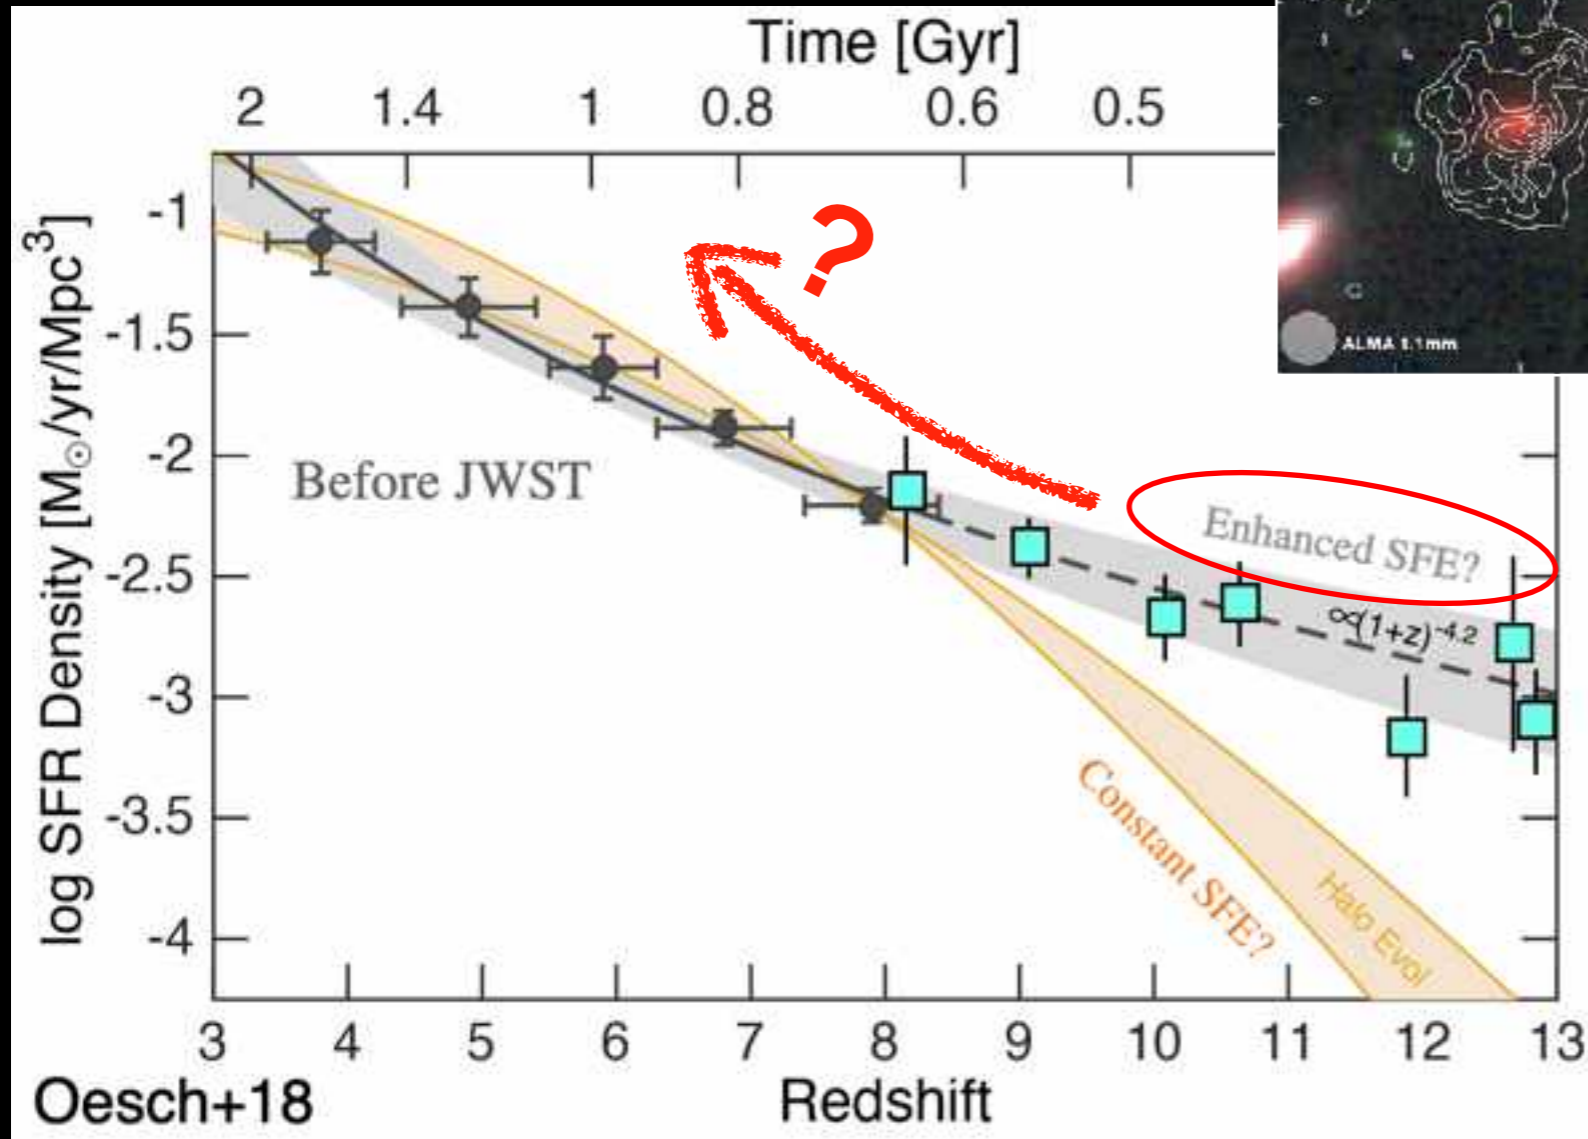 Time [Gyr]
2 1.4 1 0.8 0.6 0.5
ALMA 1.1mm
log SFR Density [M☉/yr/Mpc³]
-1
-1.5
-2
-2.5
-3
-3.5
-4
?
Before JWST
Enhanced SFE?
∝(1+z)^-4.2
Constant SFE?
Halo Evol
3 4 5 6 7 8 9 10 11 12 13
Oesch+18
Redshift